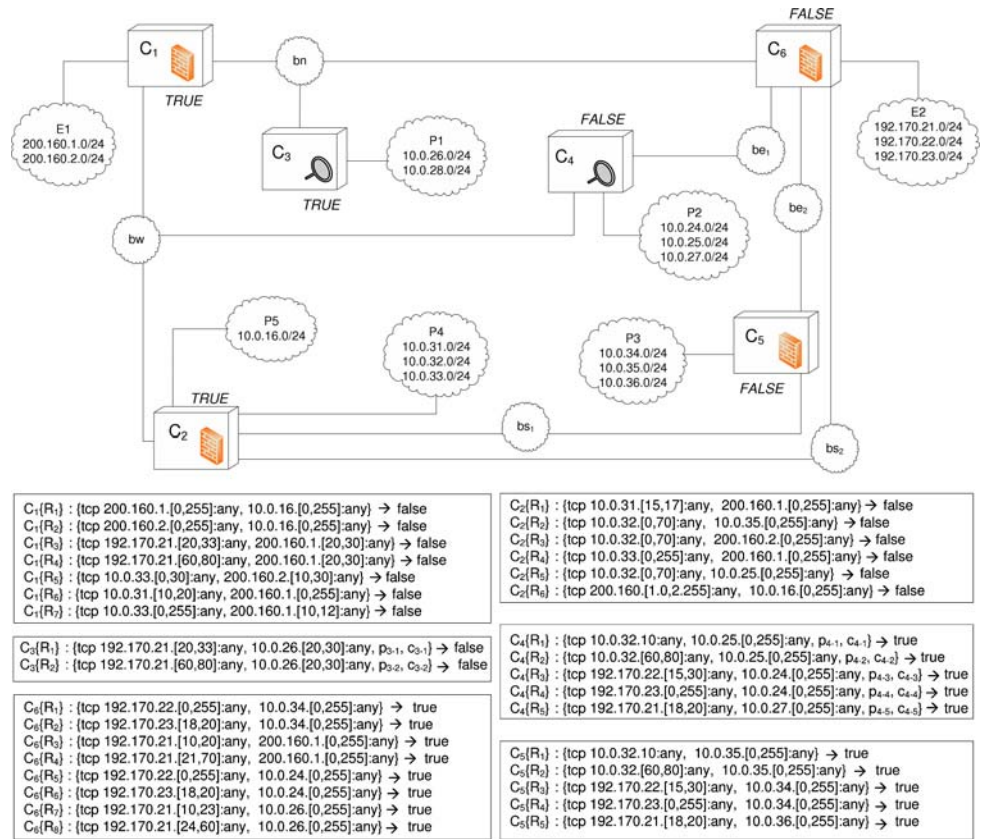 FALSE
C₁
TRUE
bn
C₆
E1
200.160.1.0/24
200.160.2.0/24
C₃
TRUE
P1
10.0.26.0/24
10.0.28.0/24
FALSE
C₄
be₁
E2
192.170.21.0/24
192.170.22.0/24
192.170.23.0/24
be₂
bw
P2
10.0.24.0/24
10.0.25.0/24
10.0.27.0/24
P5
10.0.16.0/24
P4
10.0.31.0/24
10.0.32.0/24
10.0.33.0/24
P3
10.0.34.0/24
10.0.35.0/24
10.0.36.0/24
C₅
FALSE
TRUE
C₂
bs₁
bs₂
C₁{R₁} : {tcp 200.160.1.[0,255]:any, 10.0.16.[0,255]:any} → false
C₁{R₂} : {tcp 200.160.2.[0,255]:any, 10.0.16.[0,255]:any} → false
C₁{R₃} : {tcp 192.170.21.[20,33]:any, 200.160.1.[20,30]:any} → false
C₁{R₄} : {tcp 192.170.21.[60,80]:any, 200.160.1.[20,30]:any} → false
C₁{R₅} : {tcp 10.0.33.[0,30]:any, 200.160.2.[10,30]:any} → false
C₁{R₆} : {tcp 10.0.31.[10,20]:any, 200.160.1.[0,255]:any} → false
C₁{R₇} : {tcp 10.0.33.[0,255]:any, 200.160.1.[10,12]:any} → false
C₂{R₁} : {tcp 10.0.31.[15,17]:any, 200.160.1.[0,255]:any} → false
C₂{R₂} : {tcp 10.0.32.[0,70]:any, 10.0.35.[0,255]:any} → false
C₂{R₃} : {tcp 10.0.32.[0,70]:any, 200.160.2.[0,255]:any} → false
C₂{R₄} : {tcp 10.0.33.[0,255]:any, 200.160.1.[0,255]:any} → false
C₂{R₅} : {tcp 10.0.32.[0,70]:any, 10.0.25.[0,255]:any} → false
C₂{R₆} : {tcp 200.160.[1.0,2.255]:any, 10.0.16.[0,255]:any} → false
C₃{R₁} : {tcp 192.170.21.[20,33]:any, 10.0.26.[20,30]:any, p₃₋₁, c₃₋₁} → false
C₃{R₂} : {tcp 192.170.21.[60,80]:any, 10.0.26.[20,30]:any, p₃₋₂, c₃₋₂} → false
C₄{R₁} : {tcp 10.0.32.10:any, 10.0.25.[0,255]:any, p₄₋₁, c₄₋₁} → true
C₄{R₂} : {tcp 10.0.32.[60,80]:any, 10.0.25.[0,255]:any, p₄₋₂, c₄₋₂} → true
C₄{R₃} : {tcp 192.170.22.[15,30]:any, 10.0.24.[0,255]:any, p₄₋₃, c₄₋₃} → true
C₄{R₄} : {tcp 192.170.23.[0,255]:any, 10.0.24.[0,255]:any, p₄₋₄, c₄₋₄} → true
C₄{R₅} : {tcp 192.170.21.[18,20]:any, 10.0.27.[0,255]:any, p₄₋₅, c₄₋₅} → true
C₆{R₁} : {tcp 192.170.22.[0,255]:any, 10.0.34.[0,255]:any} → true
C₆{R₂} : {tcp 192.170.23.[18,20]:any, 10.0.34.[0,255]:any} → true
C₆{R₃} : {tcp 192.170.21.[10,20]:any, 200.160.1.[0,255]:any} → true
C₆{R₄} : {tcp 192.170.21.[21,70]:any, 200.160.1.[0,255]:any} → true
C₆{R₅} : {tcp 192.170.22.[0,255]:any, 10.0.24.[0,255]:any} → true
C₆{R₆} : {tcp 192.170.23.[18,20]:any, 10.0.24.[0,255]:any} → true
C₆{R₇} : {tcp 192.170.21.[10,23]:any, 10.0.26.[0,255]:any} → true
C₆{R₈} : {tcp 192.170.21.[24,60]:any, 10.0.26.[0,255]:any} → true
C₅{R₁} : {tcp 10.0.32.10:any, 10.0.35.[0,255]:any} → true
C₅{R₂} : {tcp 10.0.32.[60,80]:any, 10.0.35.[0,255]:any} → true
C₅{R₃} : {tcp 192.170.22.[15,30]:any, 10.0.34.[0,255]:any} → true
C₅{R₄} : {tcp 192.170.23.[0,255]:any, 10.0.34.[0,255]:any} → true
C₅{R₅} : {tcp 192.170.21.[18,20]:any, 10.0.36.[0,255]:any} → true